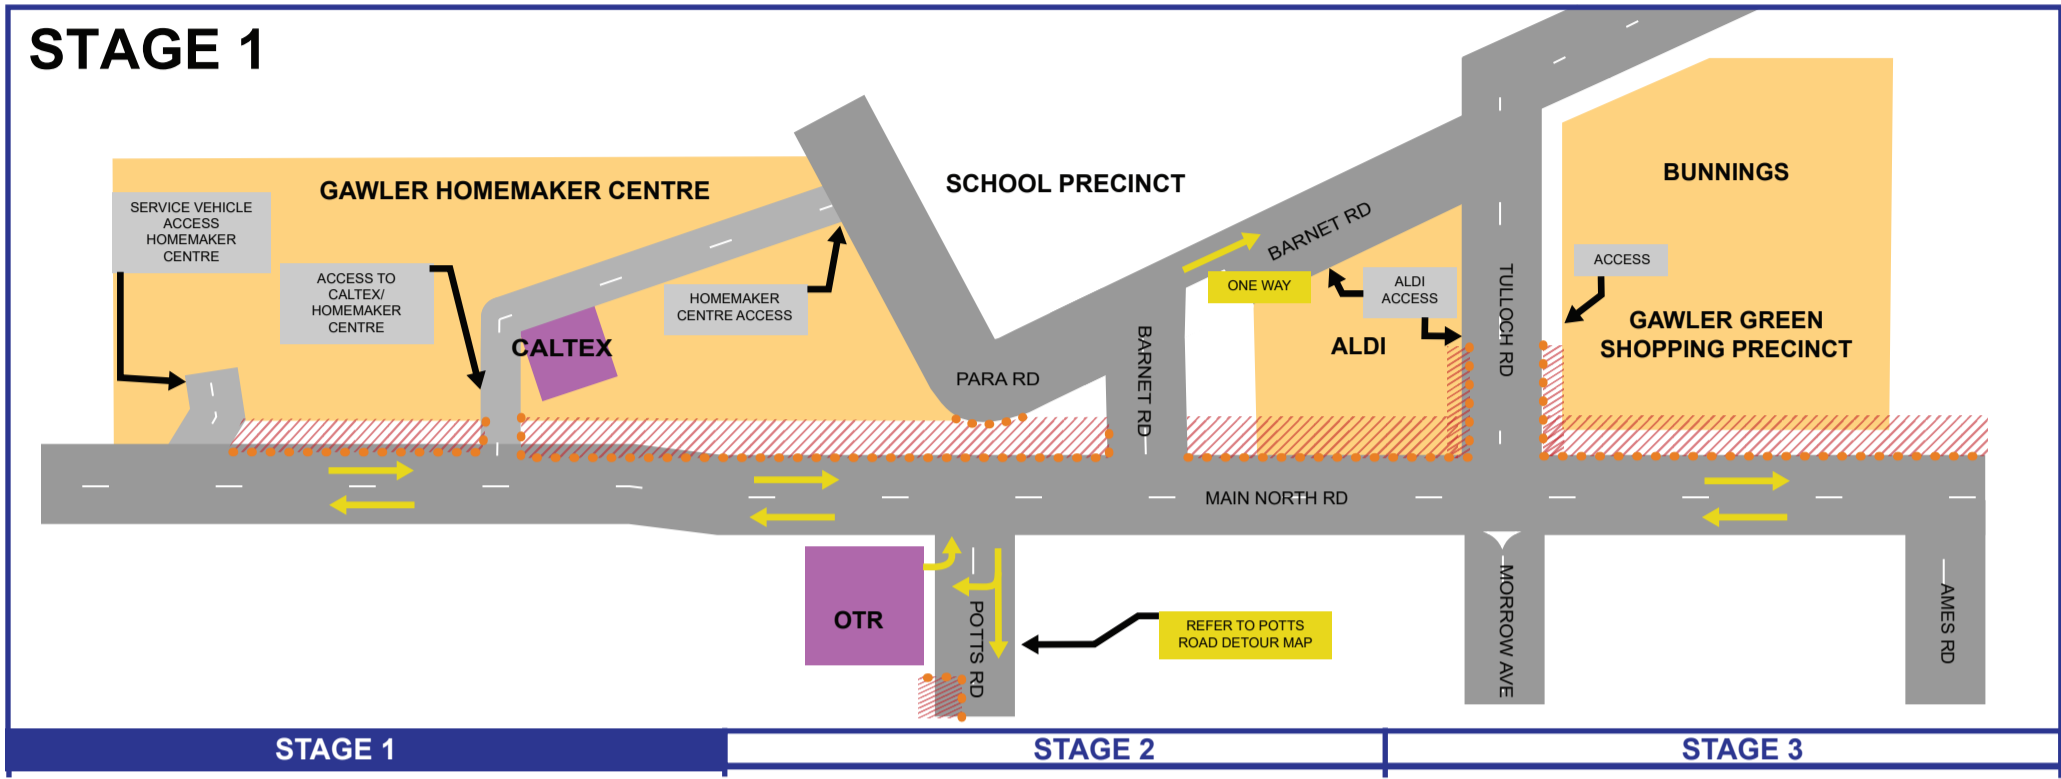 STAGE 1
GAWLER HOMEMAKER CENTRE
SERVICE VEHICLE
ACCESS
HOMEMAKER
CENTRE
ACCESS TO
CALTEX/
HOMEMAKER
CENTRE
CALTEX
HOMEMAKER
CENTRE ACCESS
SCHOOL PRECINCT
PARA RD
BARNET RD
BARNET RD
ONE WAY
ALDI
ACCESS
ALDI
TULLOCH RD
BUNNINGS
ACCESS
GAWLER GREEN
SHOPPING PRECINCT
MAIN NORTH RD
OTR
POTTS RD
REFER TO POTTS
ROAD DETOUR MAP
MORROW AVE
AMES RD
STAGE 1
STAGE 2
STAGE 3